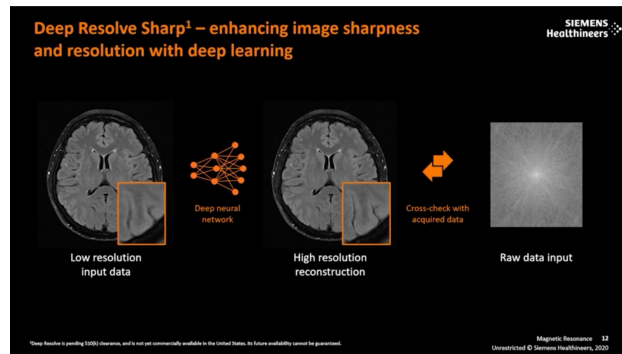 Deep Resolve Sharp¹ – enhancing image sharpness
and resolution with deep learning
SIEMENS
Healthineers
Deep neural
network
Cross-check with
acquired data
Low resolution
input data
High resolution
reconstruction
Raw data input
¹Deep Resolve is pending 510(k) clearance, and is not yet commercially available in the United States. Its future availability cannot be guaranteed.
Magnetic Resonance 12
Unrestricted © Siemens Healthineers, 2020